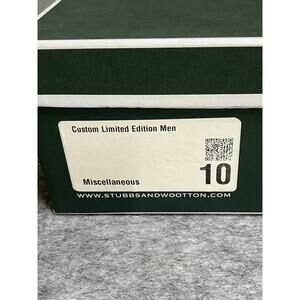 Custom Limited Edition Men
Miscellaneous
10
WWW.STUBBSANDWOOTTON.COM